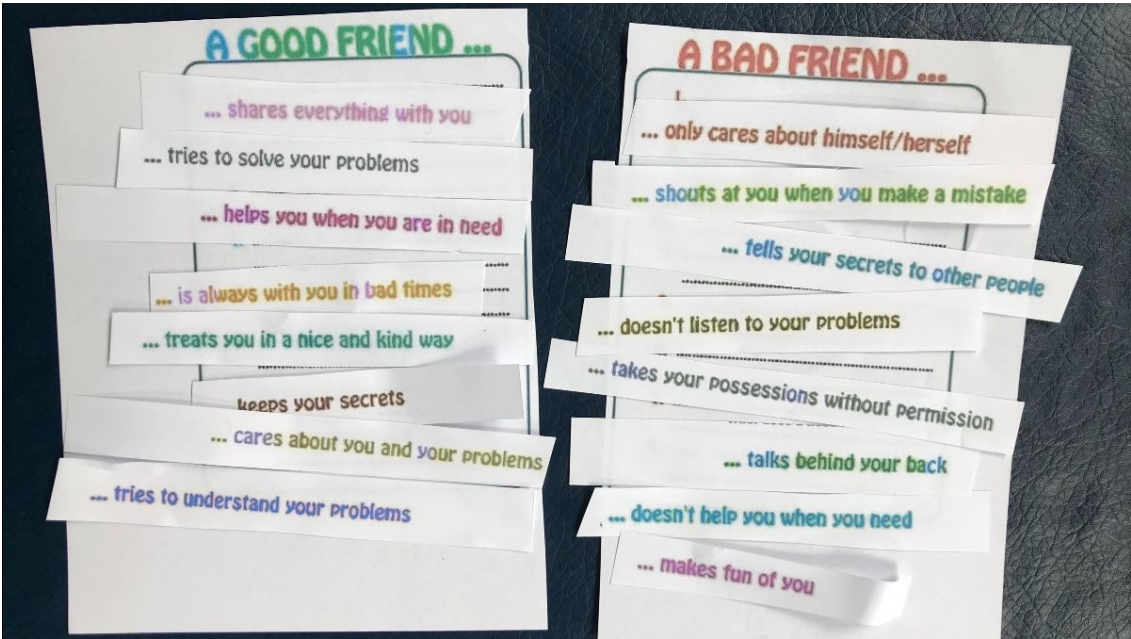 A GOOD FRIEND ...
... shares everything with you
... tries to solve your problems
... helps you when you are in need
... is always with you in bad times
... treats you in a nice and kind way
keeps your secrets
... cares about you and your problems
... tries to understand your problems
A BAD FRIEND ...
... only cares about himself/herself
... shouts at you when you make a mistake
... tells your secrets to other people
... doesn't listen to your problems
... takes your possessions without permission
... talks behind your back
... doesn't help you when you need
... makes fun of you